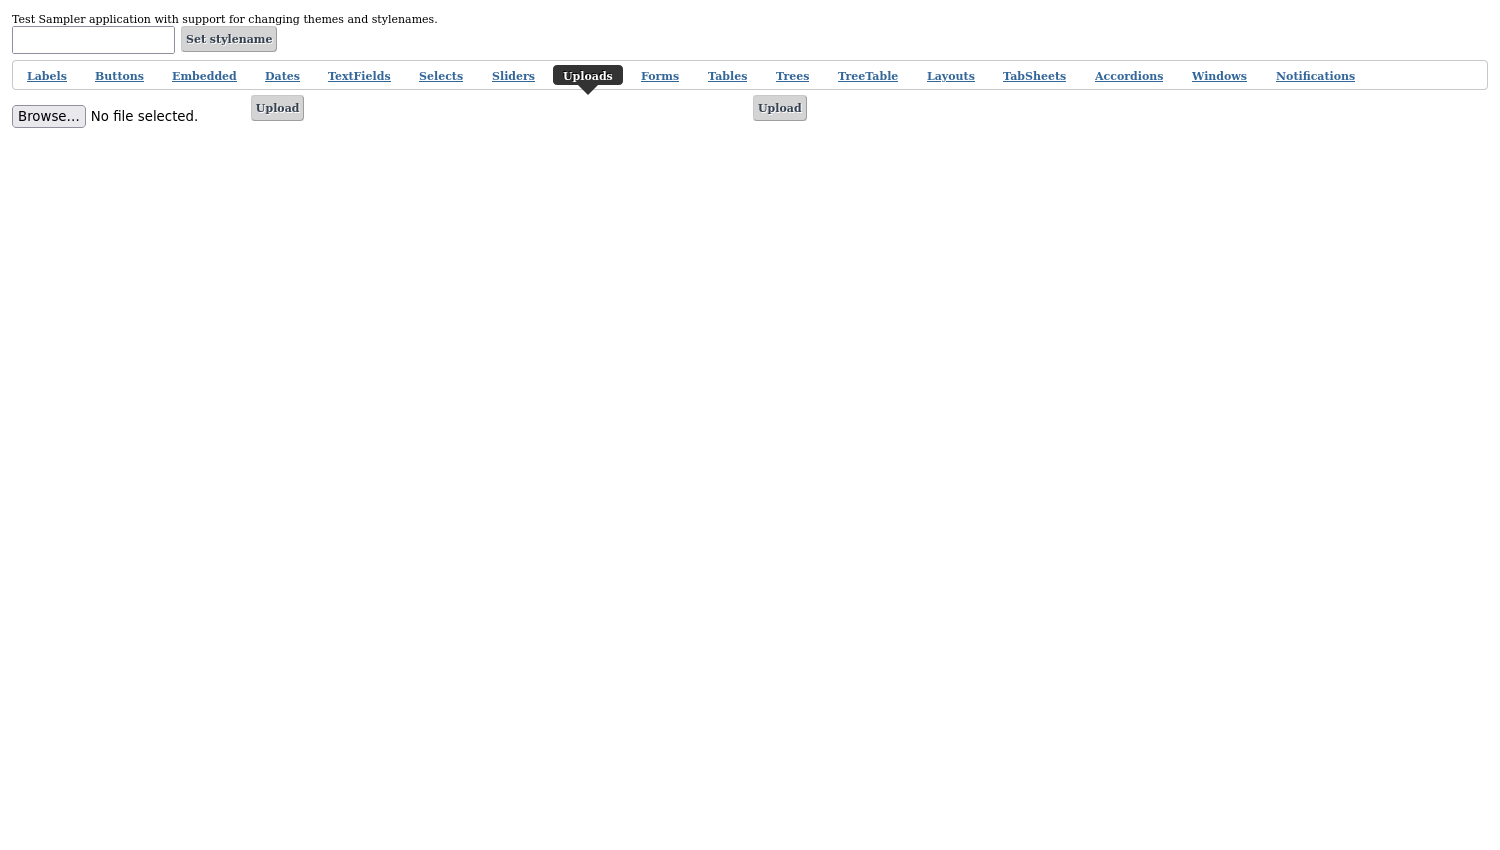 Test Sampler application with support for changing themes and stylenames.
Set stylename
Labels Buttons Embedded Dates TextFields Selects Sliders Uploads Forms Tables Trees TreeTable Layouts TabSheets Accordions Windows Notifications
Browse... No file selected. Upload Upload